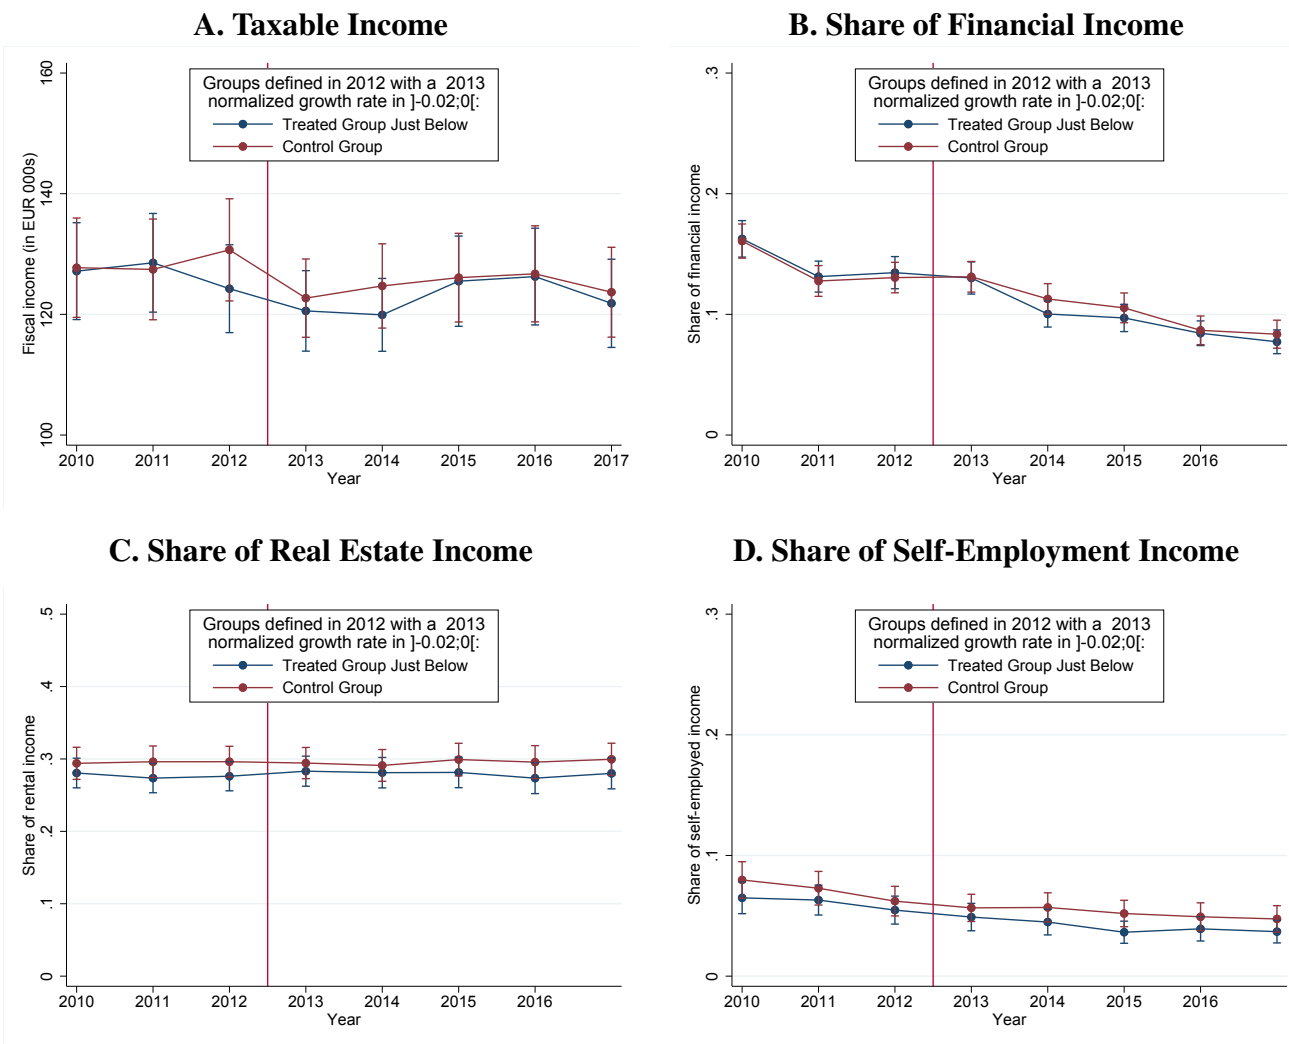 A. Taxable Income
Fiscal income (in EUR 000s)
160
140
120
100
Groups defined in 2012 with a 2013
normalized growth rate in ]-0.02;0[:
Treated Group Just Below
Control Group
2010 2011 2012 2013 2014 2015 2016 2017
Year
B. Share of Financial Income
Share of financial income
.3
.2
.1
0
Groups defined in 2012 with a 2013
normalized growth rate in ]-0.02;0[:
Treated Group Just Below
Control Group
2010 2011 2012 2013 2014 2015 2016
Year
C. Share of Real Estate Income
Share of rental income
.5
.4
.3
.2
.1
0
Groups defined in 2012 with a 2013
normalized growth rate in ]-0.02;0[:
Treated Group Just Below
Control Group
2010 2011 2012 2013 2014 2015 2016
Year
D. Share of Self-Employment Income
Share of self-employed income
.3
.2
.1
0
Groups defined in 2012 with a 2013
normalized growth rate in ]-0.02;0[:
Treated Group Just Below
Control Group
2010 2011 2012 2013 2014 2015 2016
Year